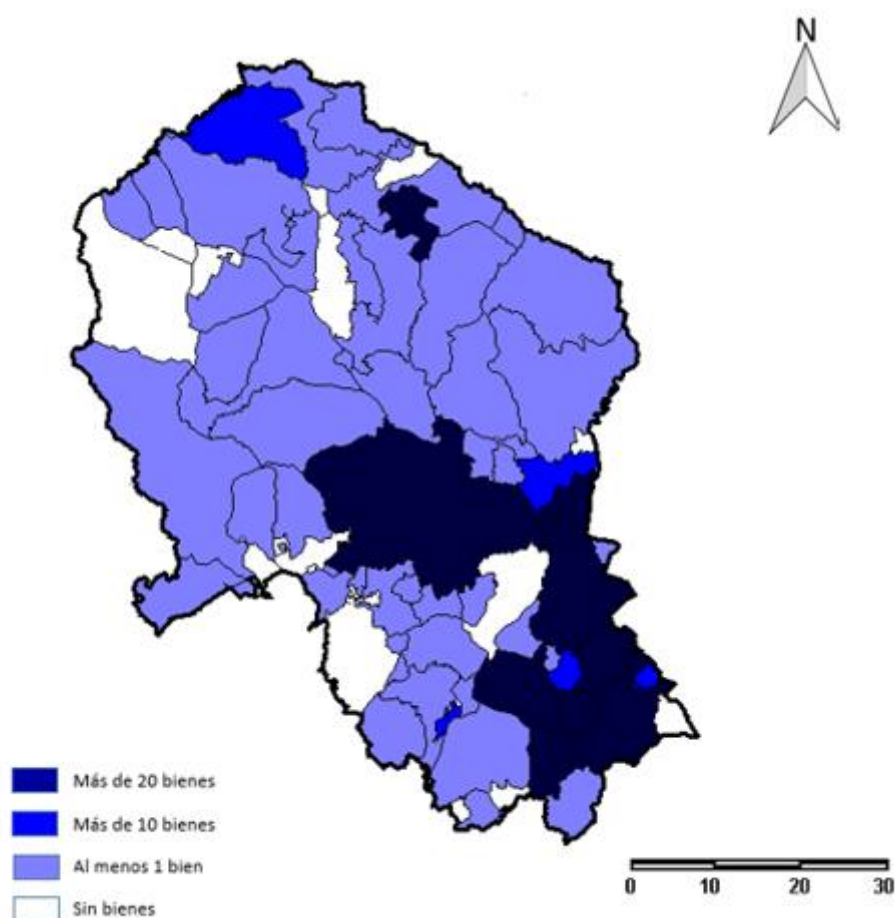 N
Más de 20 bienes
Más de 10 bienes
Al menos 1 bien
Sin bienes
0 10 20 30